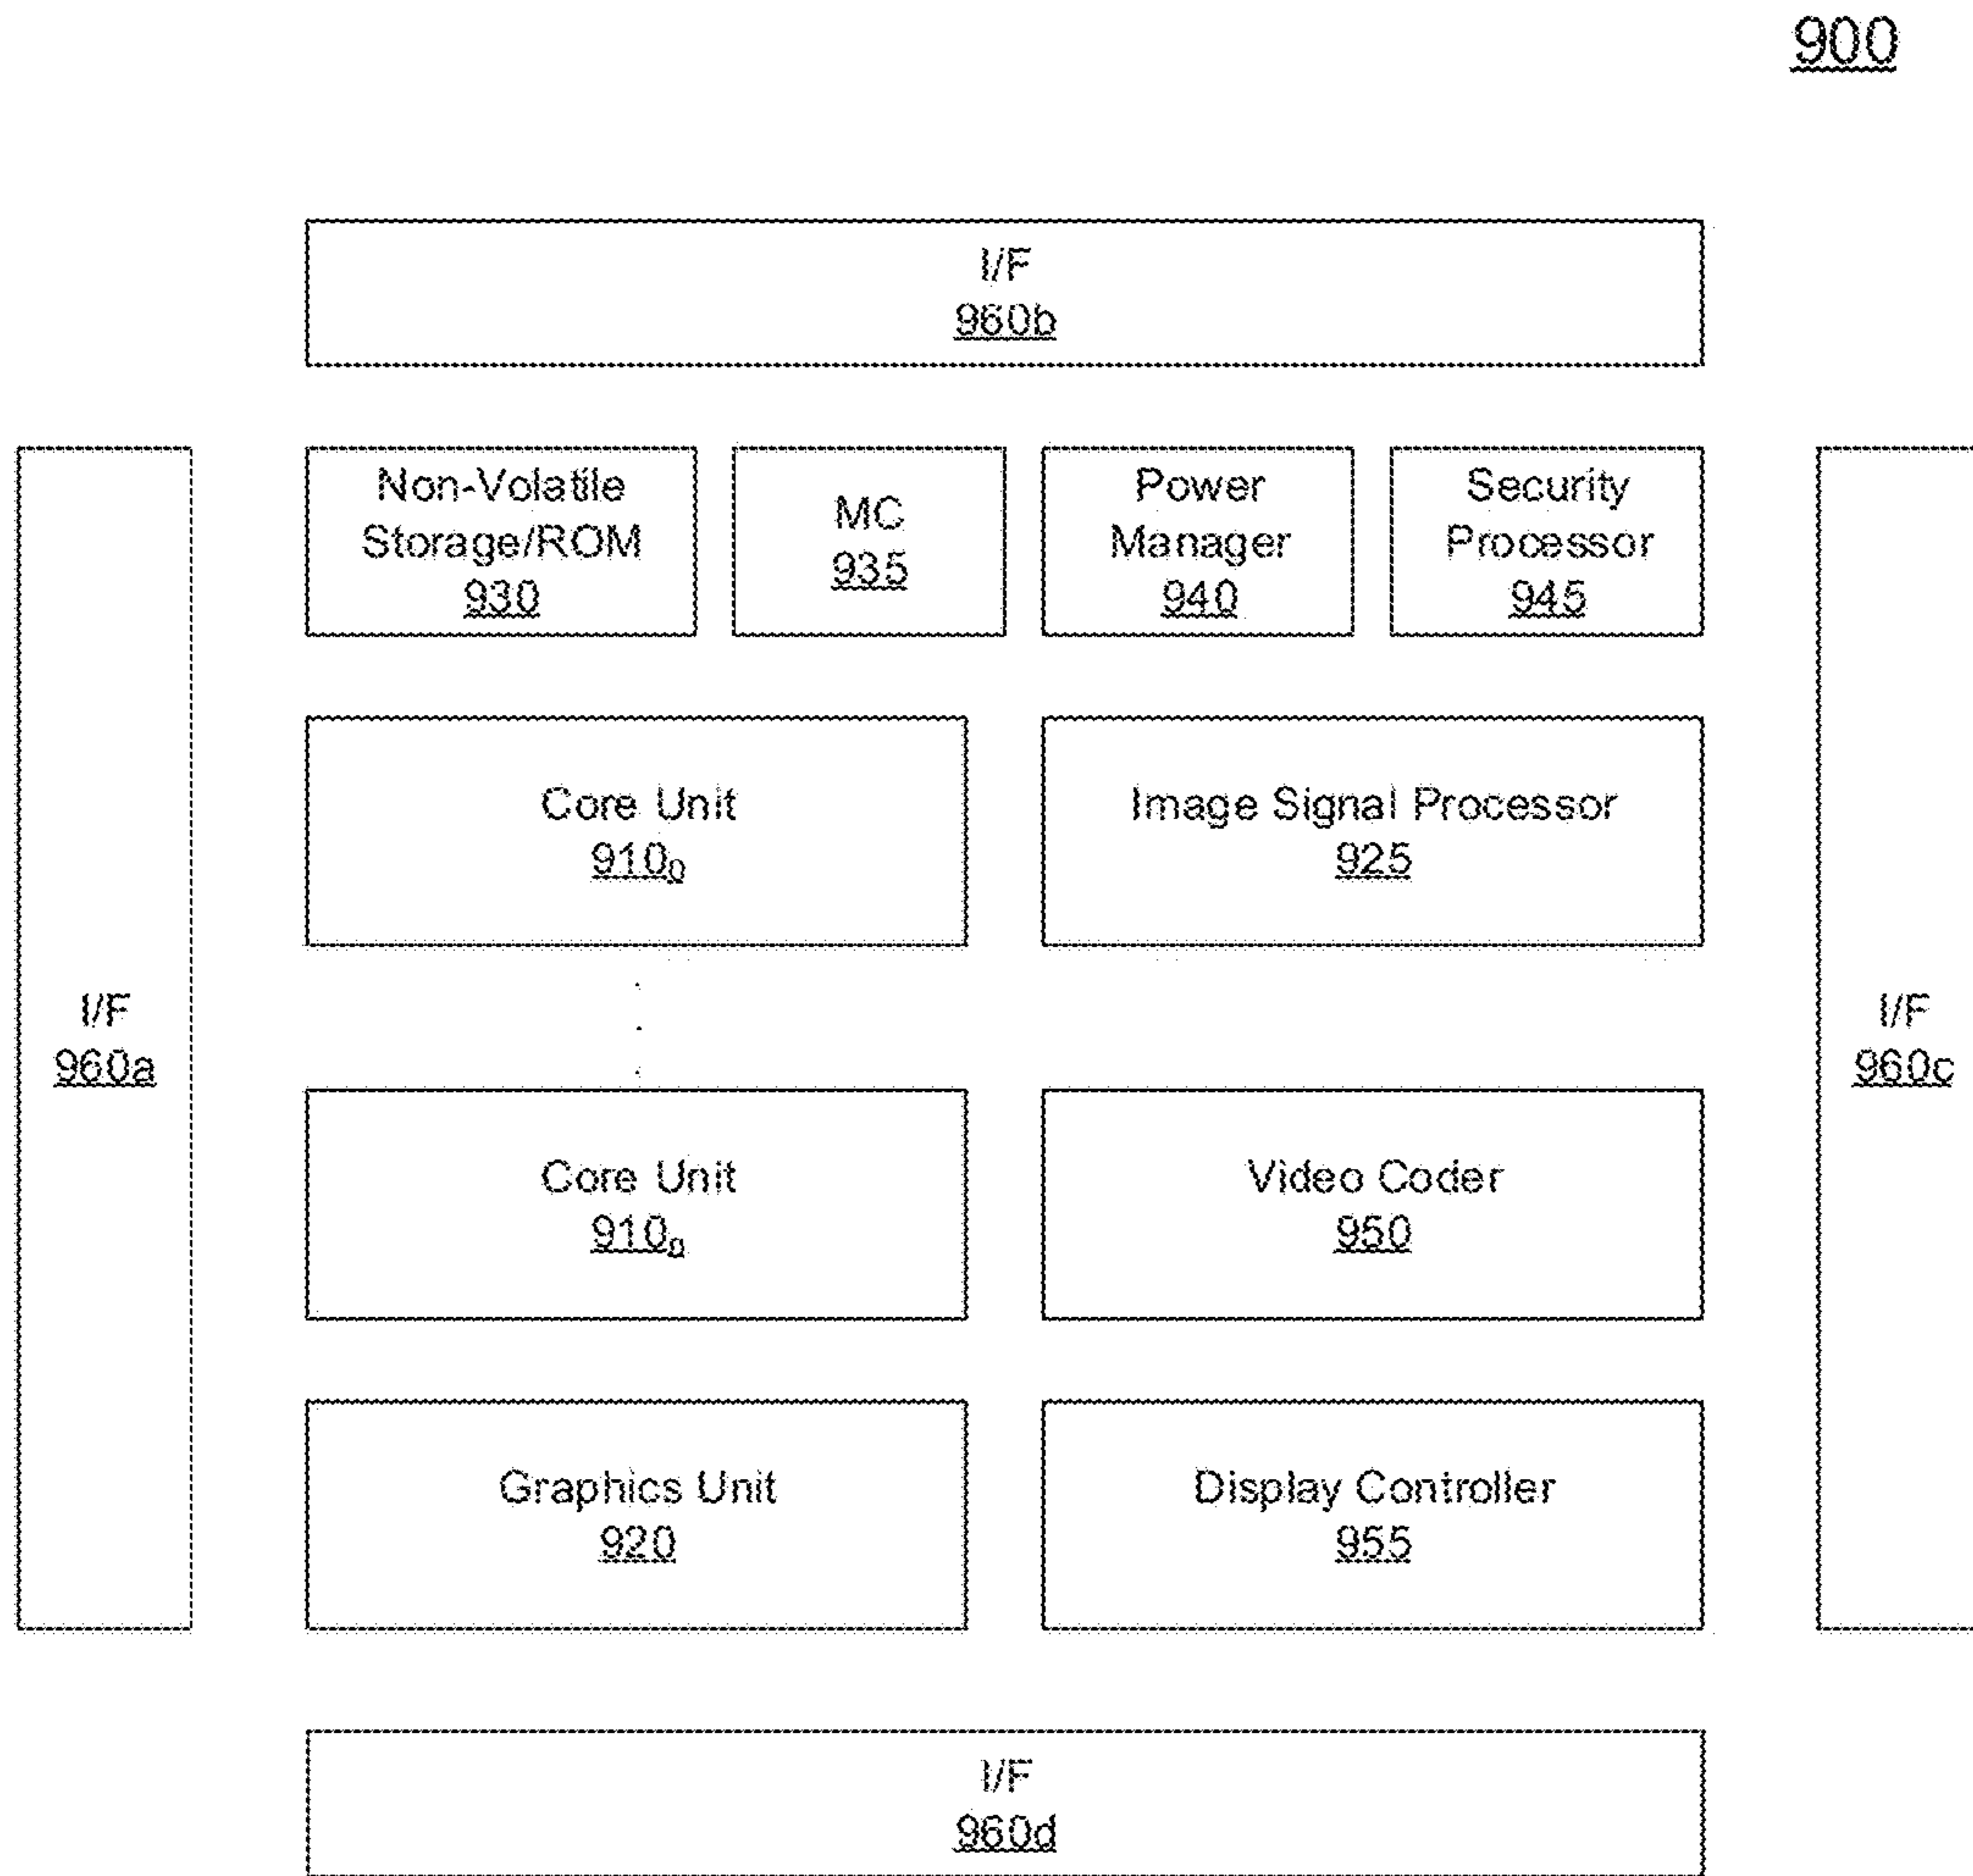 900
I/F
960b
Non-Volatile
Storage/ROM
930
MC
935
Power
Manager
940
Security
Processor
945
Core Unit
910₀
Image Signal Processor
925
I/F
960a
I/F
960c
Core Unit
910ₙ
Video Coder
950
Graphics Unit
920
Display Controller
955
I/F
960d